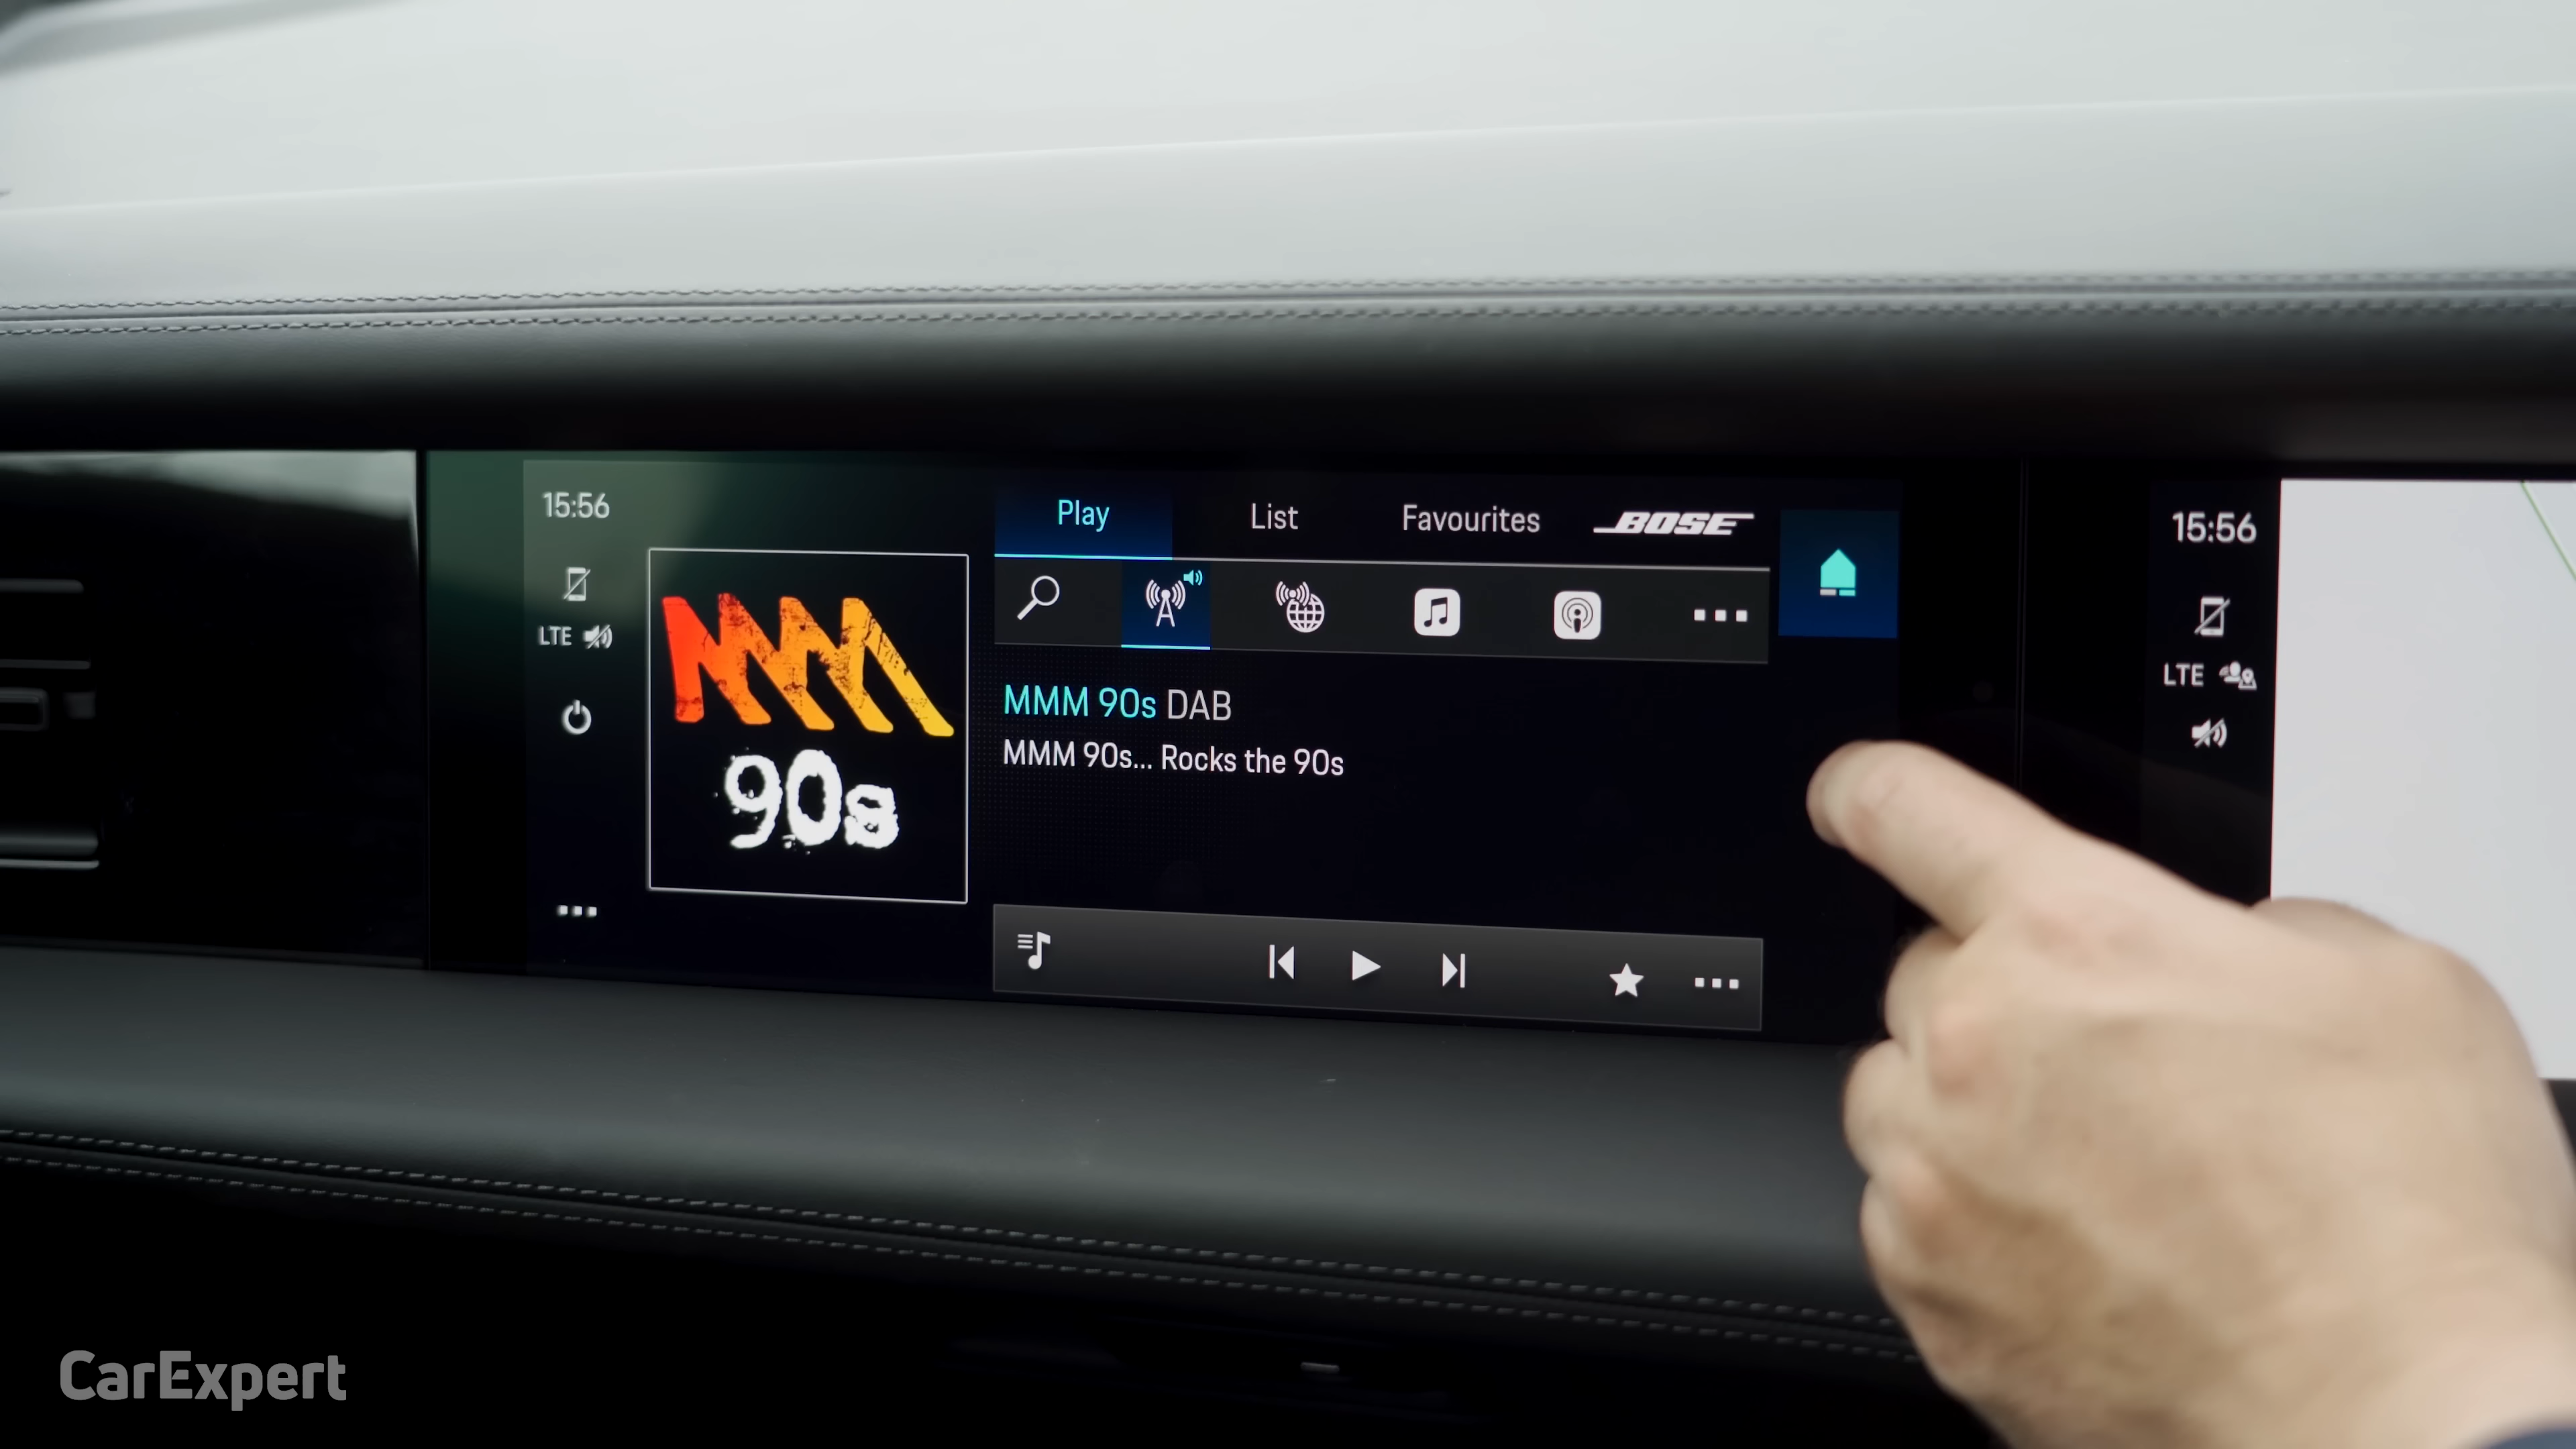 15:56
LTE
MMM
90s
Play
List
Favourites
BOSE
MMM 90s DAB
MMM 90s... Rocks the 90s
15:56
LTE
CarExpert